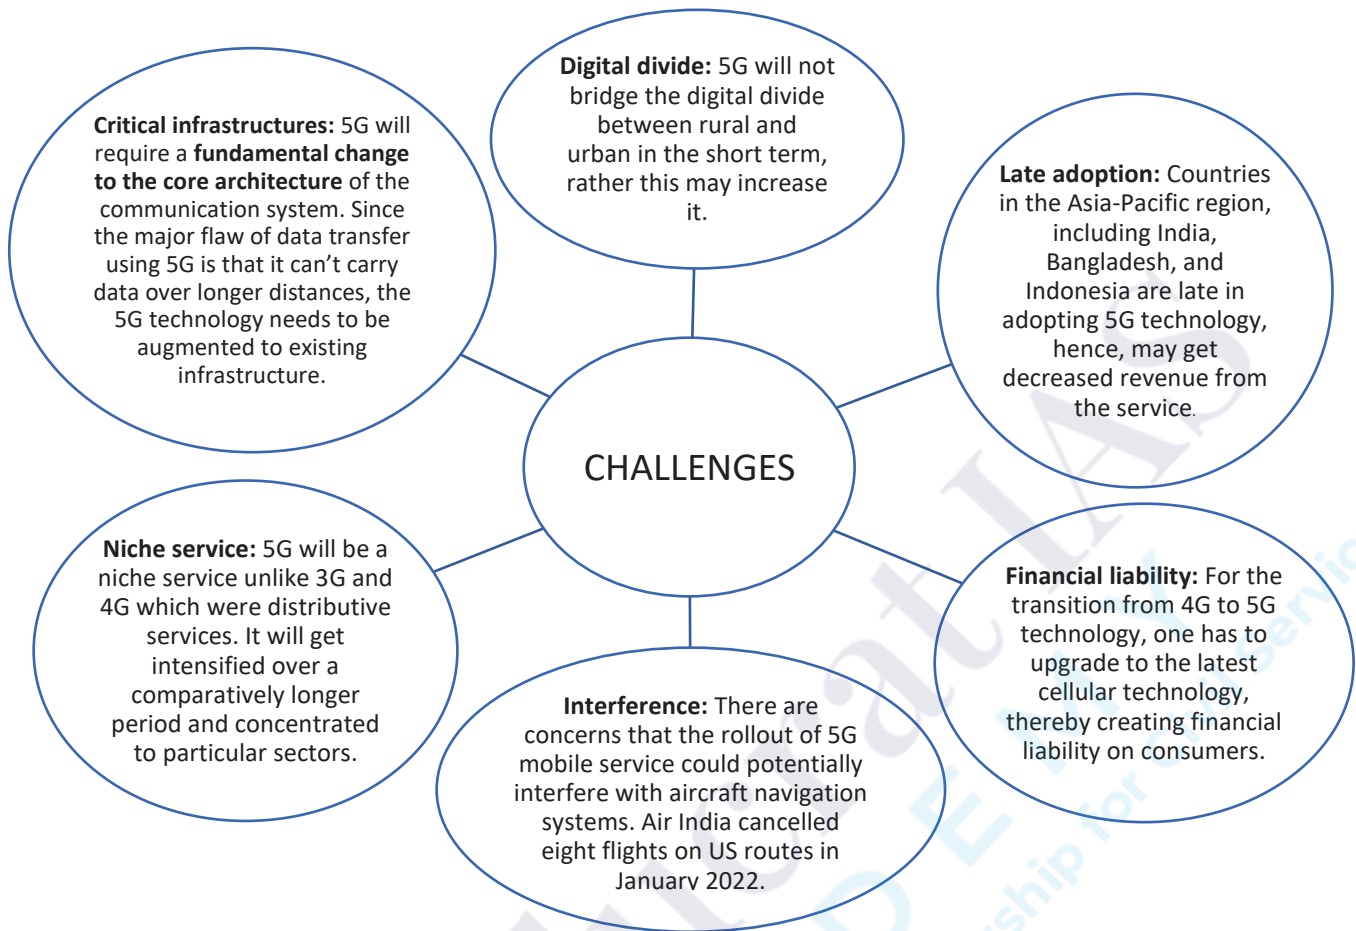 Digital divide: 5G will not
bridge the digital divide
between rural and
urban in the short term,
rather this may increase
it.
Critical infrastructures: 5G will
require a fundamental change
to the core architecture of the
communication system. Since
the major flaw of data transfer
using 5G is that it can’t carry
data over longer distances, the
5G technology needs to be
augmented to existing
infrastructure.
Late adoption: Countries
in the Asia-Pacific region,
including India,
Bangladesh, and
Indonesia are late in
adopting 5G technology,
hence, may get
decreased revenue from
the service.
CHALLENGES
Niche service: 5G will be a
niche service unlike 3G and
4G which were distributive
services. It will get
intensified over a
comparatively longer
period and concentrated
to particular sectors.
Financial liability: For the
transition from 4G to 5G
technology, one has to
upgrade to the latest
cellular technology,
thereby creating financial
liability on consumers.
Interference: There are
concerns that the rollout of 5G
mobile service could potentially
interfere with aircraft navigation
systems. Air India cancelled
eight flights on US routes in
January 2022.
IAS
for Civil